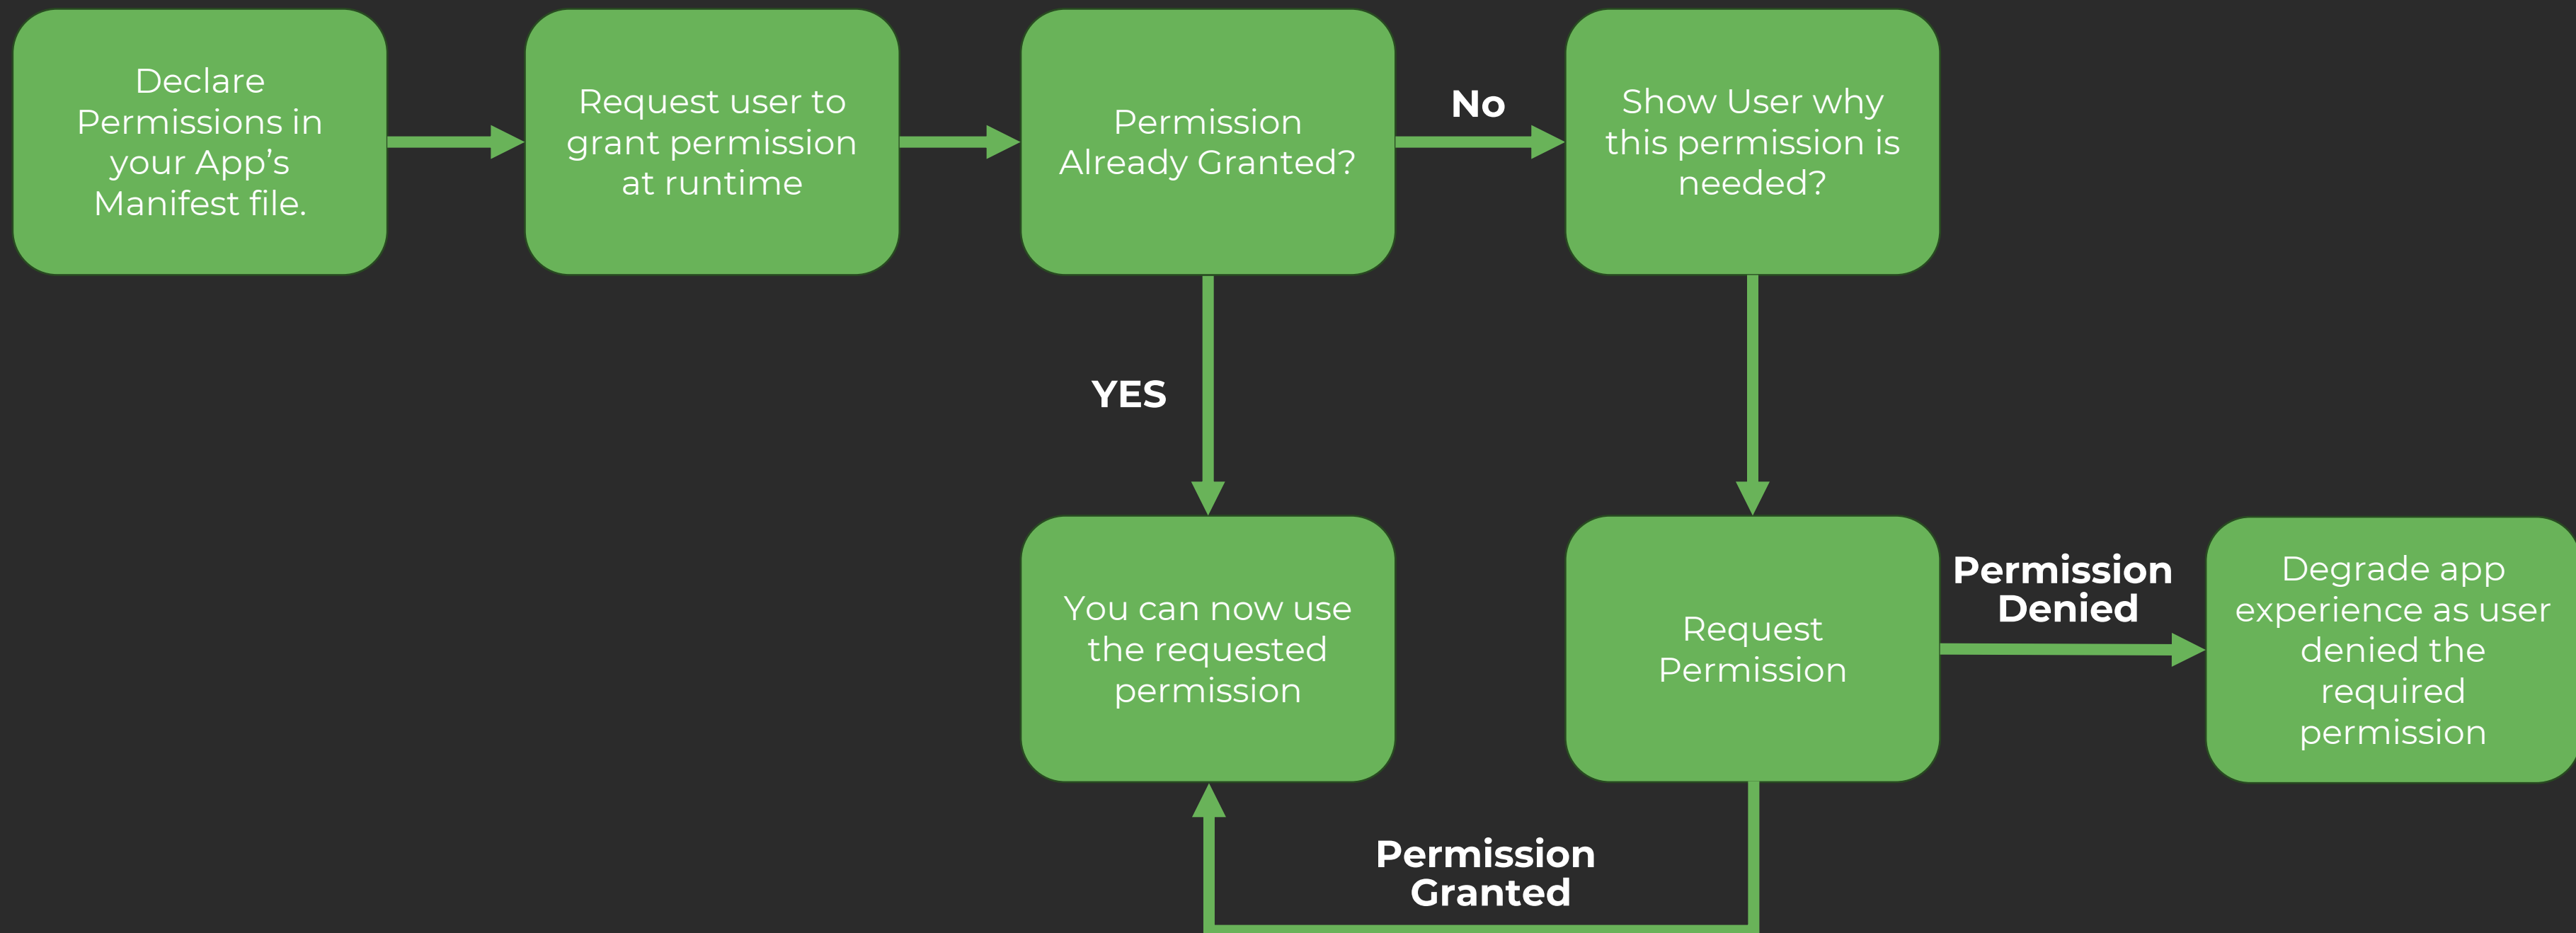 Declare
Permissions in
your App's
Manifest file.
Request user to
grant permission
at runtime
Permission
Already Granted?
No
Show User why
this permission is
needed?
YES
You can now use
the requested
permission
Request
Permission
Permission
Denied
Degrade app
experience as user
denied the
required
permission
Permission
Granted